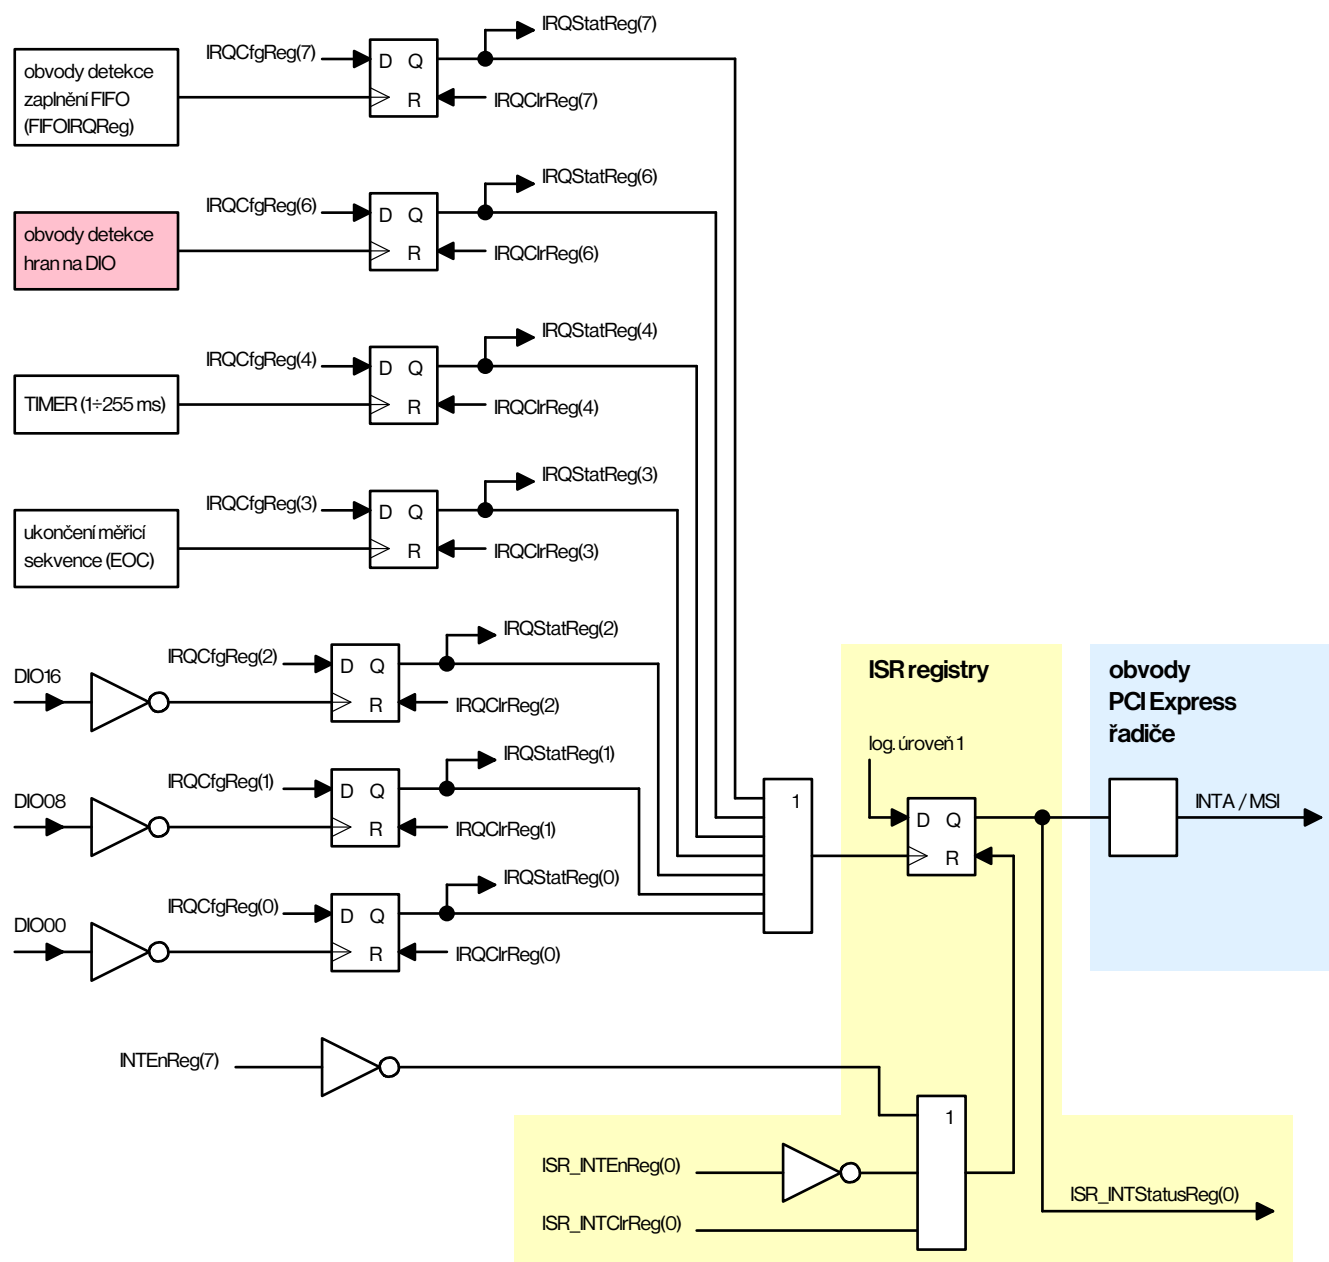 IRQStatReg(7)
IRQCfgReg(7)
obvody detekce
zaplnění FIFO
(FIFOIRQReg)
D Q
R
IRQClrReg(7)
IRQStatReg(6)
IRQCfgReg(6)
obvody detekce
hran na DIO
D Q
R
IRQClrReg(6)
IRQStatReg(4)
IRQCfgReg(4)
TIMER (1÷255 ms)
D Q
R
IRQClrReg(4)
IRQStatReg(3)
IRQCfgReg(3)
ukončení měřicí
sekvence (EOC)
D Q
R
IRQClrReg(3)
IRQStatReg(2)
IRQCfgReg(2)
DIO16
D Q
R
IRQClrReg(2)
IRQStatReg(1)
IRQCfgReg(1)
DIO08
D Q
R
IRQClrReg(1)
IRQStatReg(0)
IRQCfgReg(0)
DIO00
D Q
R
IRQClrReg(0)
1
ISR registry
log. úroveň 1
D Q
R
obvody
PCI Express
řadiče
INTA / MSI
INTEnReg(7)
1
ISR_INTEnReg(0)
ISR_INTClrReg(0)
ISR_INTStatusReg(0)